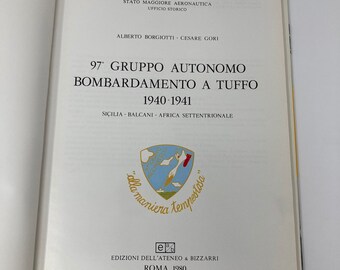 STATO MAGGIORE AERONAUTICA
UFFICIO STORICO
ALBERTO BORGIOTTI - CESARE GORI
97° GRUPPO AUTONOMO
BOMBARDAMENTO A TUFFO
1940-1941
SICILIA - BALCANI - AFRICA SETTENTRIONALE
"alla maniera tempestosa"
EDIZIONI DELL'ATENEO & BIZZARRI
ROMA 1980